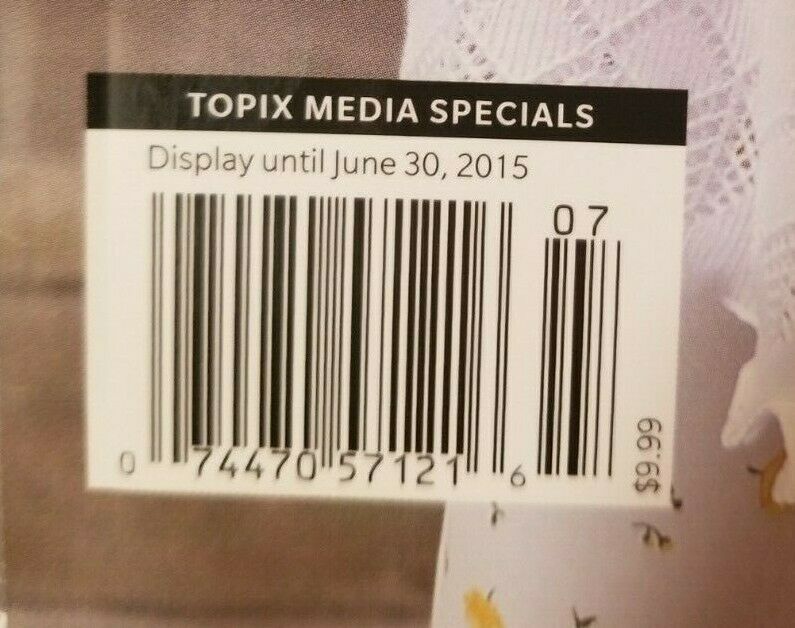 TOPIX MEDIA SPECIALS
Display until June 30, 2015
07
0 74470 57121 6
$9.99